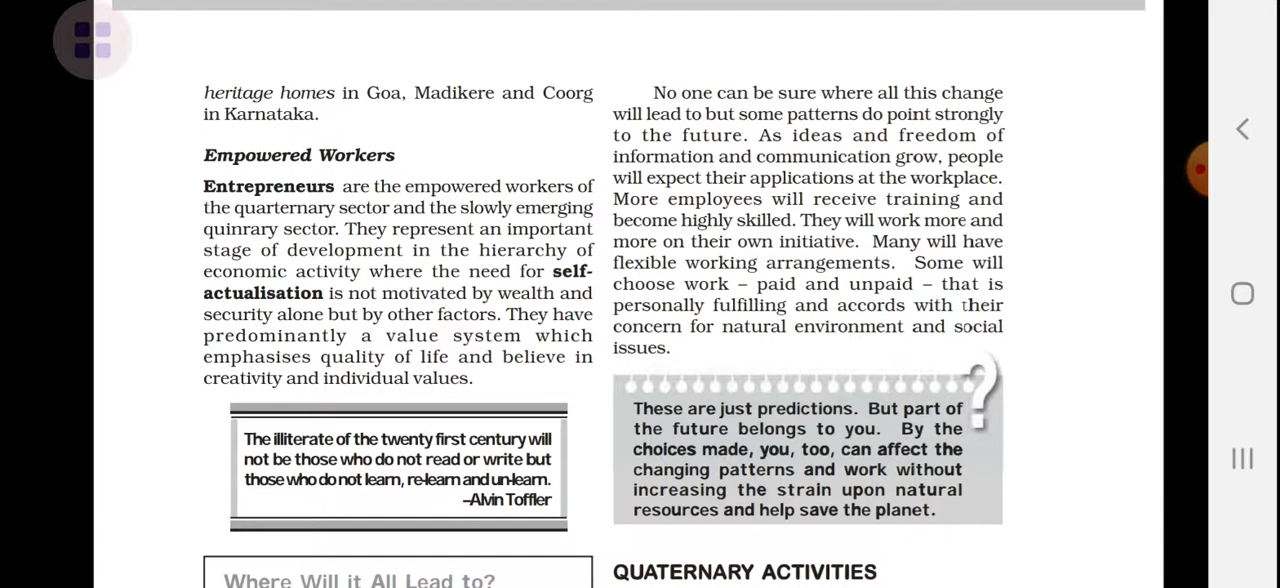 heritage homes in Goa, Madikere and Coorg
in Karnataka.
Empowered Workers
Entrepreneurs are the empowered workers of
the quarternary sector and the slowly emerging
quinrary sector. They represent an important
stage of development in the hierarchy of
economic activity where the need for self-
actualisation is not motivated by wealth and
security alone but by other factors. They have
predominantly a value system which
emphasises quality of life and believe in
creativity and individual values.
The illiterate of the twenty first century will
not be those who do not read or write but
those who do not learn, re-learn and un-learn.
–Alvin Toffler
Where Will it All Lead to?
No one can be sure where all this change
will lead to but some patterns do point strongly
to the future. As ideas and freedom of
information and communication grow, people
will expect their applications at the workplace.
More employees will receive training and
become highly skilled. They will work more and
more on their own initiative. Many will have
flexible working arrangements. Some will
choose work – paid and unpaid – that is
personally fulfilling and accords with their
concern for natural environment and social
issues.
?
These are just predictions. But part of
the future belongs to you. By the
choices made, you, too, can affect the
changing patterns and work without
increasing the strain upon natural
resources and help save the planet.
QUATERNARY ACTIVITIES